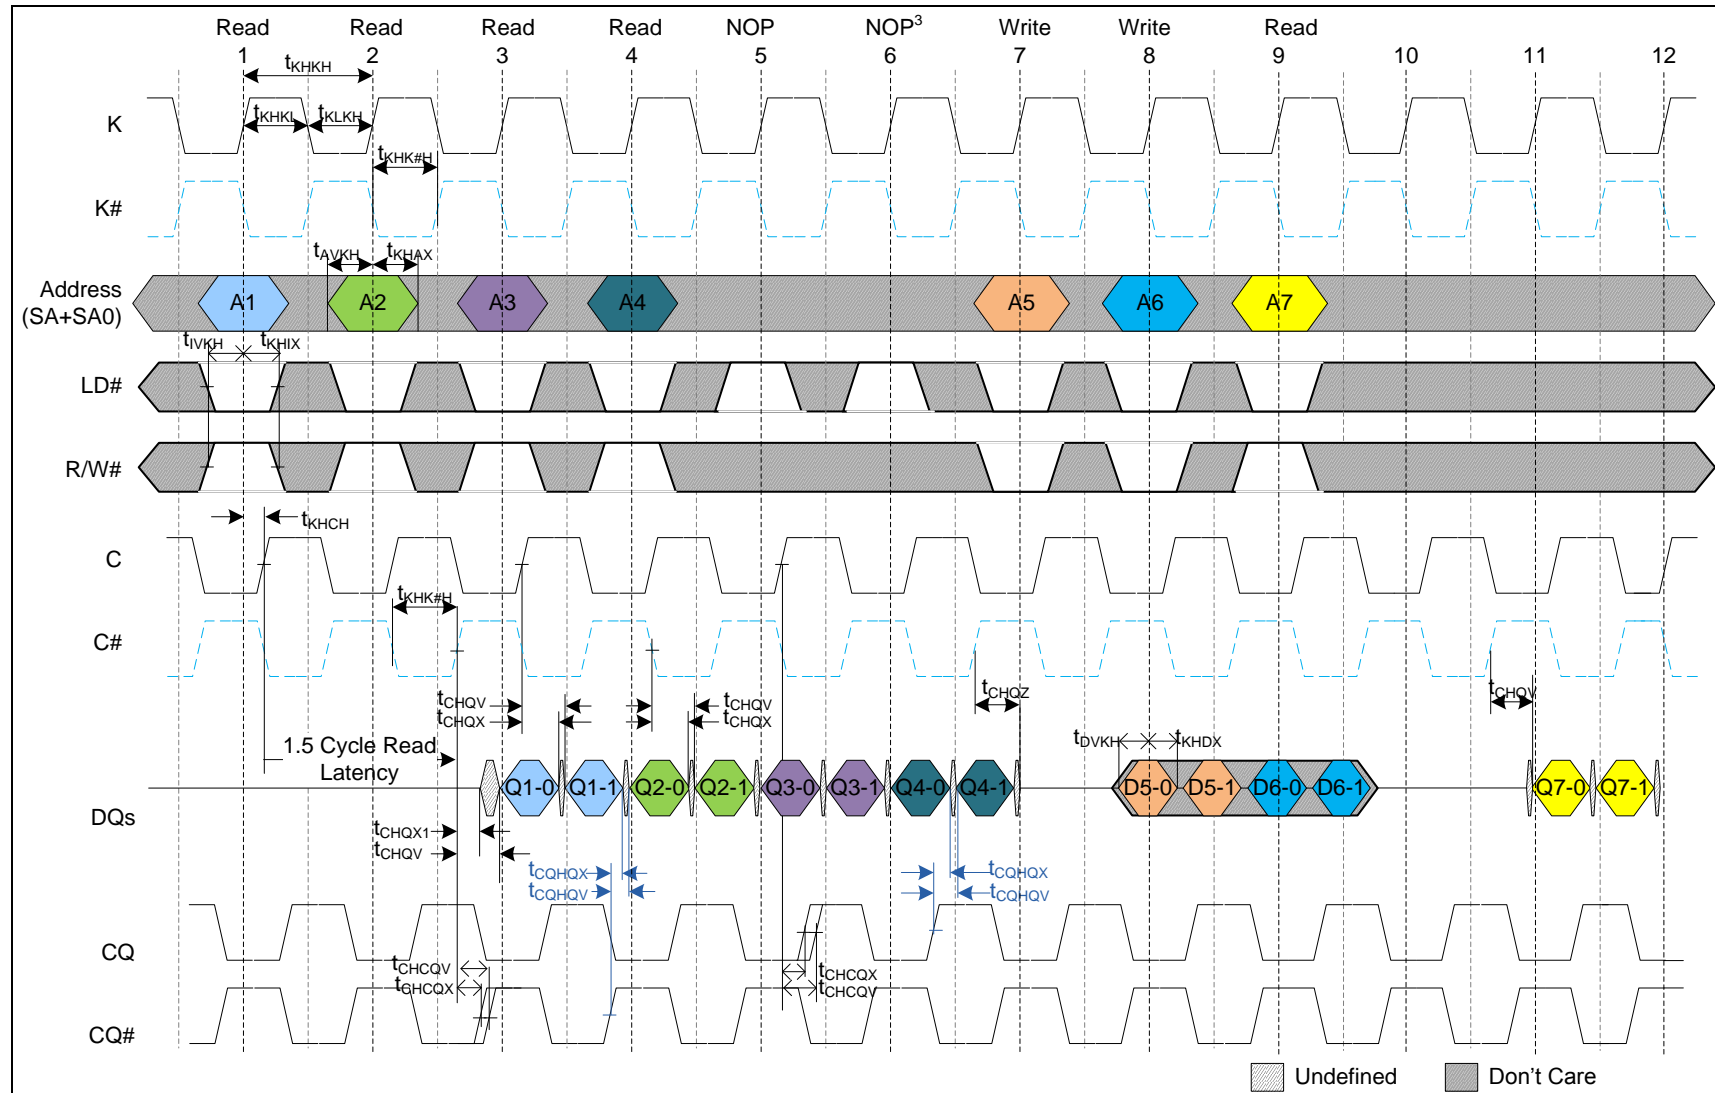 Read Read Read Read NOP NOP3 Write Write Read
1 2 3 4 5 6 7 8 9 10 11 12
tKHKH
K tKHKL tKLKH
tKHK#H
K#
tAVKH tKHAX
Address
(SA+SA0)
A1 A2 A3 A4 A5 A6 A7
tIVKH tKHIX
LD#
R/W#
tKHCH
C
tKHK#H
C#
tCHQV tCHQV tCHQZ tCHQV
tCHQX tCHQX
1.5 Cycle Read
Latency
tDVKH tKHDX
DQs
Q1-0 Q1-1 Q2-0 Q2-1 Q3-0 Q3-1 Q4-0 Q4-1 D5-0 D5-1 D6-0 D6-1 Q7-0 Q7-1
tCHQX1
tCHQV
tCQHQX tCQHQX
tCQHQV tCQHQV
CQ
tCHCQV tCHCQX
tCHCQX tCHCQV
CQ#
Undefined Don't Care